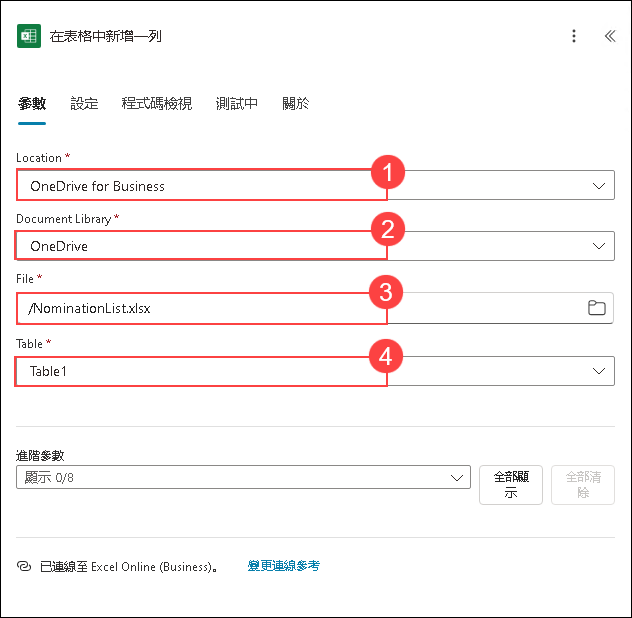 在表格中新增一列
參數 設定 程式碼檢視 測試中 關於
Location *
1
OneDrive for Business
Document Library *
2
OneDrive
File *
3
/NominationList.xlsx
Table *
4
Table1
進階參數
顯示 0/8
全部顯
示
全部清
除
已連線至 Excel Online (Business)。 變更連線參考